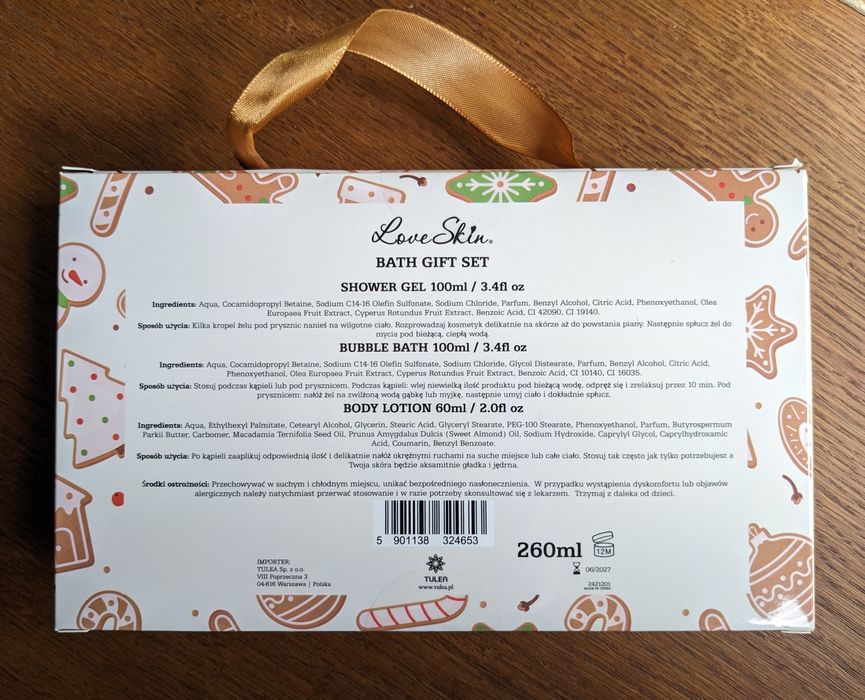 Love Skin®
BATH GIFT SET
SHOWER GEL 100ml / 3.4fl oz
Ingredients: Aqua, Cocamidopropyl Betaine, Sodium C14-16 Olefin Sulfonate, Sodium Chloride, Parfum, Benzyl Alcohol, Citric Acid, Phenoxyethanol, Olea
Europaea Fruit Extract, Cyperus Rotundus Fruit Extract, Benzoic Acid, CI 42090, CI 19140.
Sposób użycia: Kilka kropel żelu pod prysznic nanieś na wilgotne ciało. Rozprowadzaj kosmetyk delikatnie na skórze aż do powstania piany. Następnie spłucz żel do
mycia pod bieżącą, ciepłą wodą.
BUBBLE BATH 100ml / 3.4fl oz
Ingredients: Aqua, Cocamidopropyl Betaine, Sodium C14-16 Olefin Sulfonate, Sodium Chloride, Glycol Distearate, Parfum, Benzyl Alcohol, Citric Acid,
Phenoxyethanol, Olea Europaea Fruit Extract, Cyperus Rotundus Fruit Extract, Benzoic Acid, CI 10140, CI 16035.
Sposób użycia: Stosuj podczas kąpieli lub pod prysznicem. Podczas kąpieli: wlej niewielką ilość produktu pod bieżącą wodę, odpręż się i zrelaksuj przez 10 min. Pod
prysznicem: nałóż żel na zwilżoną wodą gąbkę lub myjkę, następnie umyj ciało i dokładnie spłucz.
BODY LOTION 60ml / 2.0fl oz
Ingredients: Aqua, Ethylhexyl Palmitate, Cetearyl Alcohol, Glycerin, Stearic Acid, Glyceryl Stearate, PEG-100 Stearate, Phenoxyethanol, Parfum, Butyrospermum
Parkii Butter, Carbomer, Macadamia Ternifolia Seed Oil, Prunus Amygdalus Dulcis (Sweet Almond) Oil, Sodium Hydroxide, Caprylyl Glycol, Caprylhydroxamic
Acid, Coumarin, Benzyl Benzoate.
Sposób użycia: Po kąpieli zaaplikuj odpowiednią ilość i delikatnie nałóż okrężnymi ruchami na suche miejsce lub całe ciało. Stosuj tak często jak tylko potrzebujesz a
Twoja skóra będzie aksamitnie gładka i jędrna.
Środki ostrożności: Przechowywać w suchym i chłodnym miejscu, unikać bezpośredniego nasłonecznienia. W przypadku wystąpienia dyskomfortu lub objawów
alergicznych należy natychmiast przerwać stosowanie i w razie potrzeby skonsultować się z lekarzem. Trzymaj z daleka od dzieci.
5 901138 324653
260ml
12M
06/2027
2421201
MADE IN CHINA
IMPORTER:
TULEA Sp. z o.o.
VIII Poprzeczna 3
04-616 Warszawa | Polska
TULEA
www.tulea.pl